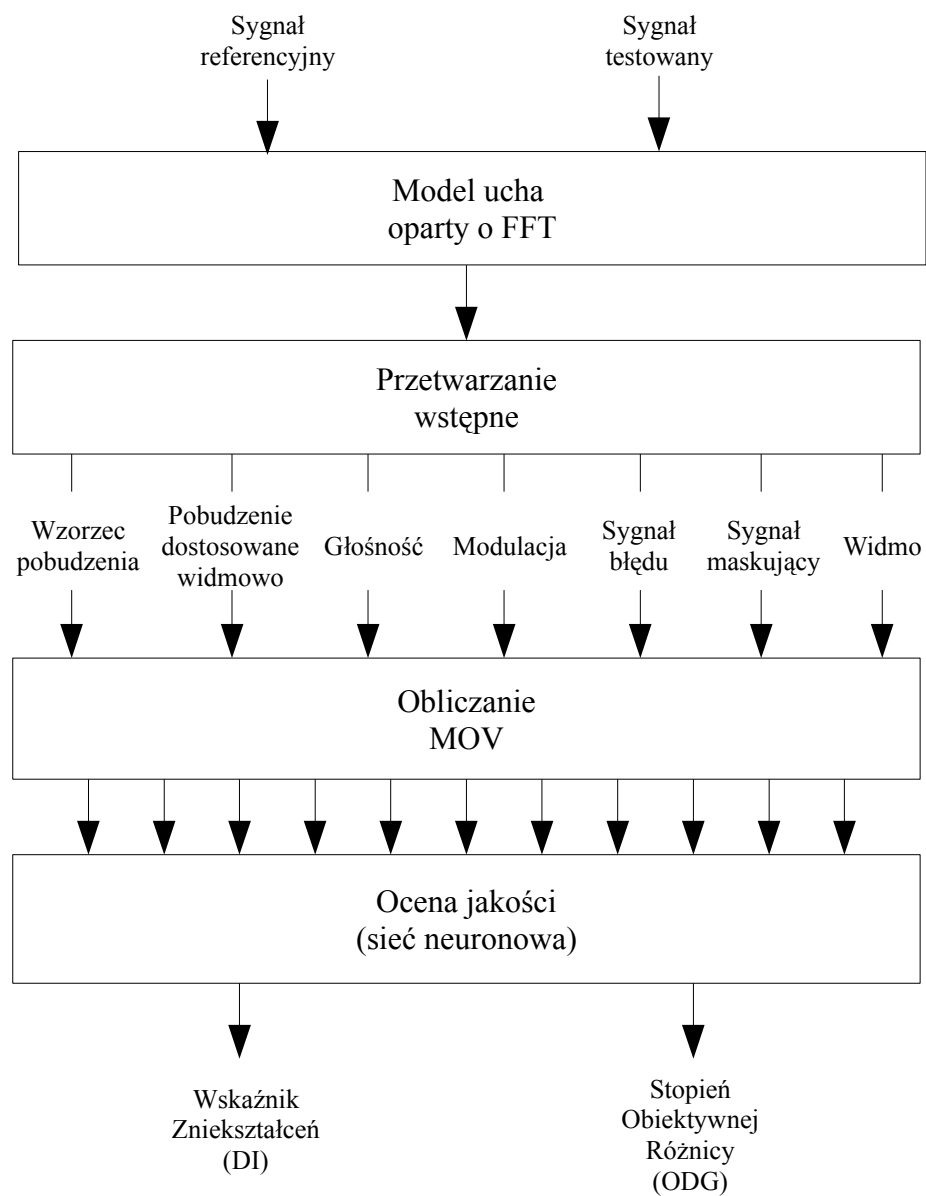 Sygnał
referencyjny
Sygnał
testowany
Model ucha
oparty o FFT
Przetwarzanie
wstępne
Wzorzec
pobudzenia
Pobudzenie
dostosowane
widmowo
Głośność
Modulacja
Sygnał
błędu
Sygnał
maskujący
Widmo
Obliczanie
MOV
Ocena jakości
(sieć neuronowa)
Wskaźnik
Zniekształceń
(DI)
Stopień
Obiektywnej
Różnicy
(ODG)